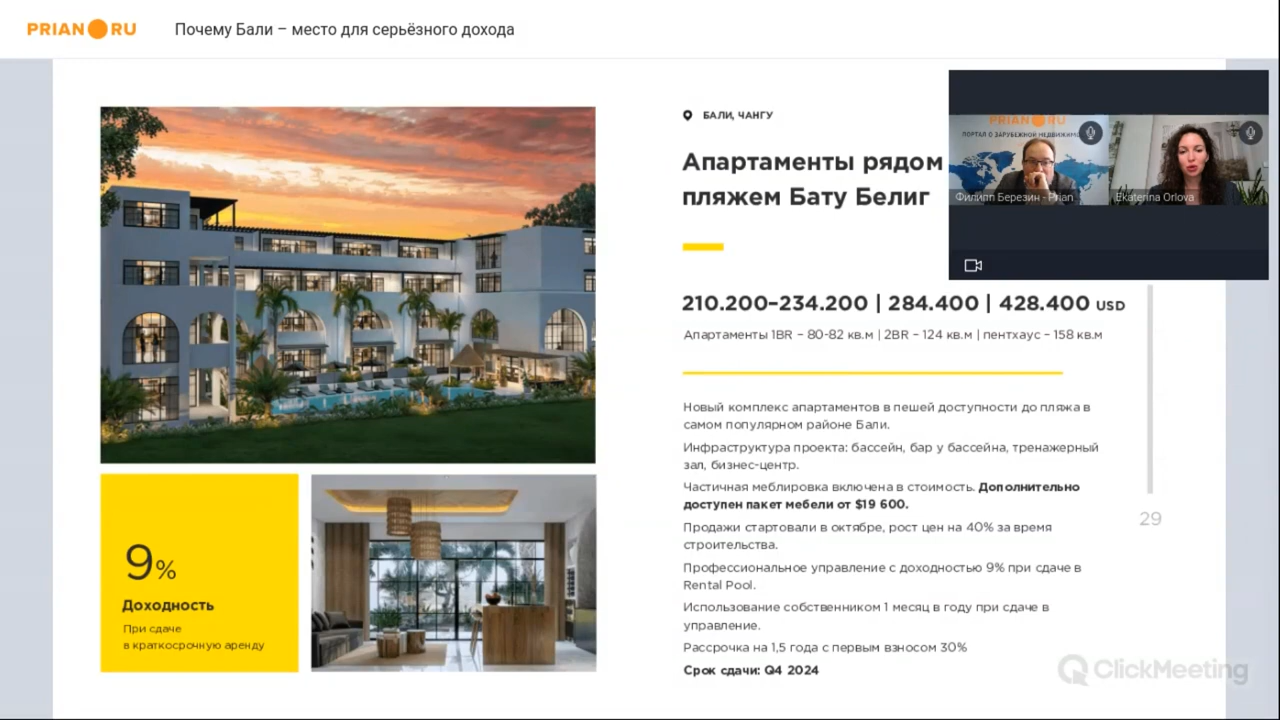 PRIAN RU
Почему Бали – место для серьёзного дохода
БАЛИ, ЧАНГУ
Апартаменты рядом
пляжем Бату Белиг
210.200–234.200 | 284.400 | 428.400 USD
Апартаменты 1BR – 80-82 кв.м | 2BR – 124 кв.м | пентхаус – 158 кв.м
Новый комплекс апартаментов в пешей доступности до пляжа в
самом популярном районе Бали.
Инфраструктура проекта: бассейн, бар у бассейна, тренажерный
зал, бизнес-центр.
Частичная меблировка включена в стоимость. Дополнительно
доступен пакет мебели от $19 600.
Продажи стартовали в октябре, рост цен на 40% за время
строительства.
Профессиональное управление с доходностью 9% при сдаче в
Rental Pool.
Использование собственником 1 месяц в году при сдаче в
управление.
Рассрочка на 1,5 года с первым взносом 30%
Срок сдачи: Q4 2024
9%
Доходность
При сдаче
в краткосрочную аренду
PRIAN RU
ПОРТАЛ О ЗАРУБЕЖНОЙ
Филипп Березин - Prian
Ekaterina Orlova
29
ClickMeeting